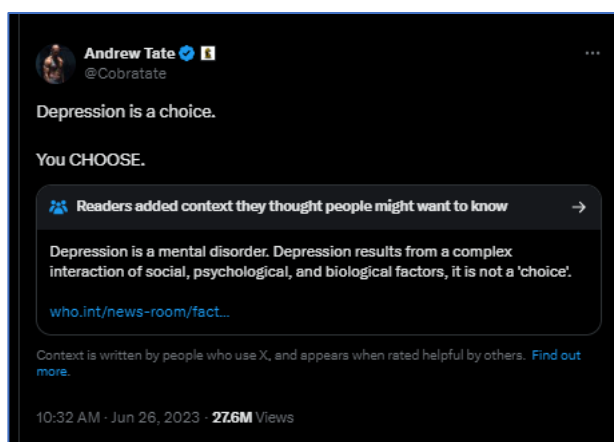 Andrew Tate
@Cobratate
Depression is a choice.
You CHOOSE.
Readers added context they thought people might want to know
Depression is a mental disorder. Depression results from a complex
interaction of social, psychological, and biological factors, it is not a 'choice'.
who.int/news-room/fact...
Context is written by people who use X, and appears when rated helpful by others. Find out
more.
10:32 AM · Jun 26, 2023 · 27.6M Views